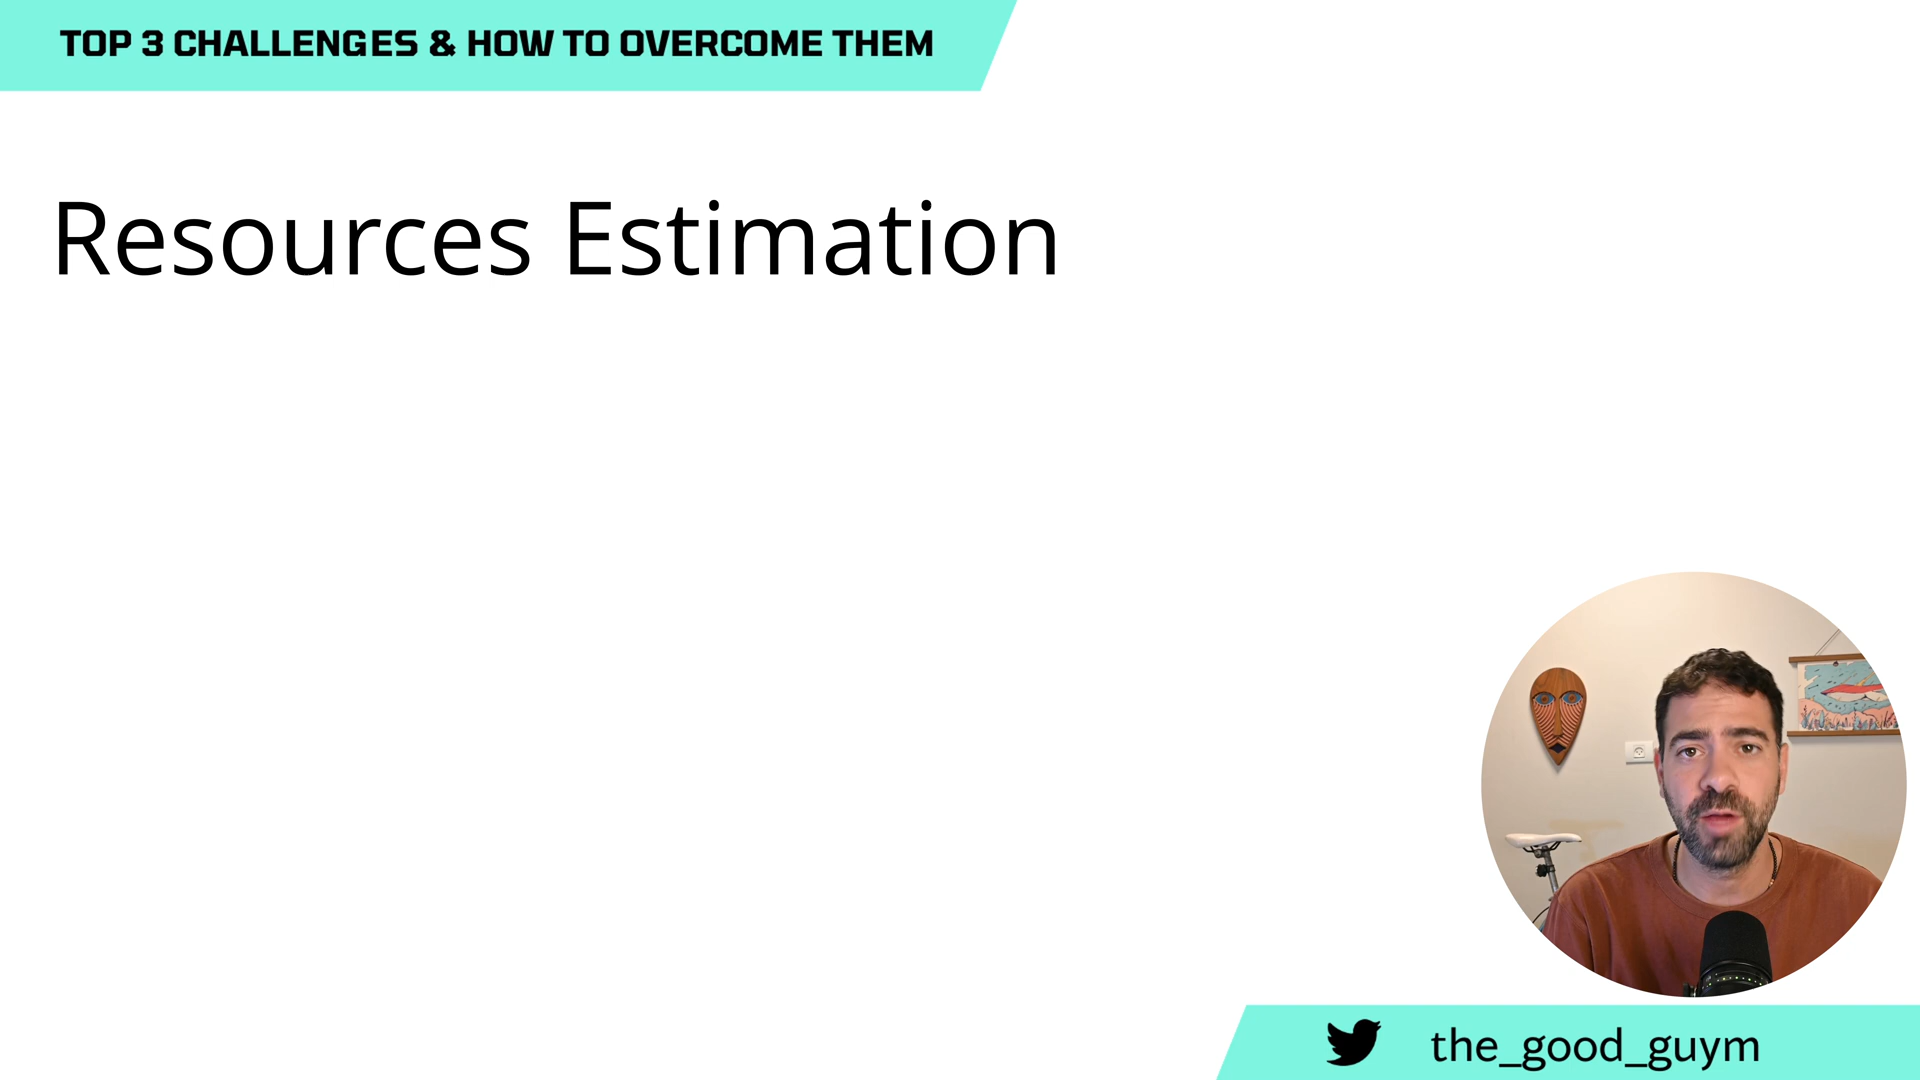 TOP 3 CHALLENGES & HOW TO OVERCOME THEM
Resources Estimation
the_good_guym